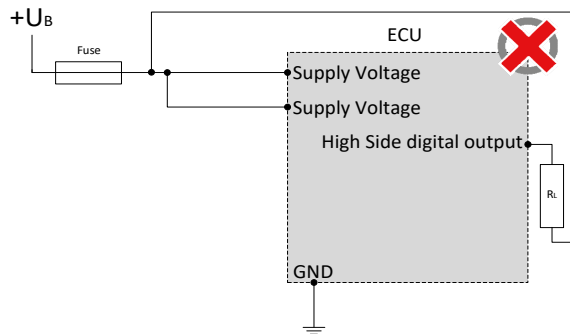 +UB
Fuse
ECU
Supply Voltage
Supply Voltage
High Side digital output
RL
GND